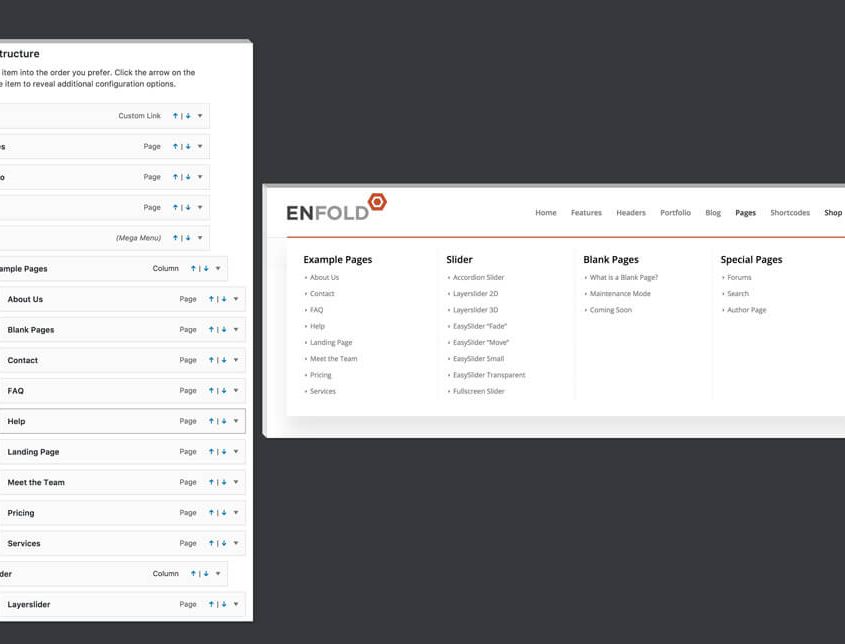 tructure
item into the order you prefer. Click the arrow on the
e item to reveal additional configuration options.
Custom Link
s Page
o Page
Page
(Mega Menu)
ample Pages Column
About Us Page
Blank Pages Page
Contact Page
FAQ Page
Help Page
Landing Page Page
Meet the Team Page
Pricing Page
Services Page
der Column
Layerslider Page
ENFOLD
Home Features Headers Portfolio Blog Pages Shortcodes Shop
Example Pages
About Us
Contact
FAQ
Help
Landing Page
Meet the Team
Pricing
Services
Slider
Accordion Slider
Layerslider 2D
Layerslider 3D
EasySlider “Fade”
EasySlider “Move”
EasySlider Small
EasySlider Transparent
Fullscreen Slider
Blank Pages
What is a Blank Page?
Maintenance Mode
Coming Soon
Special Pages
Forums
Search
Author Page